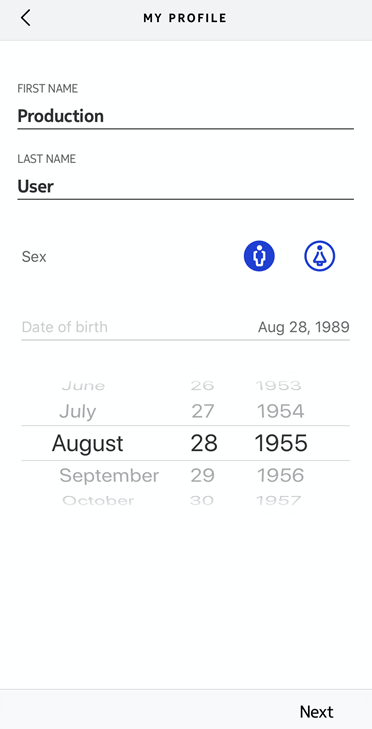 MY PROFILE
FIRST NAME
Production
LAST NAME
User
Sex
Date of birth Aug 28, 1989
June 26 1953
July 27 1954
August 28 1955
September 29 1956
October 30 1957
Next